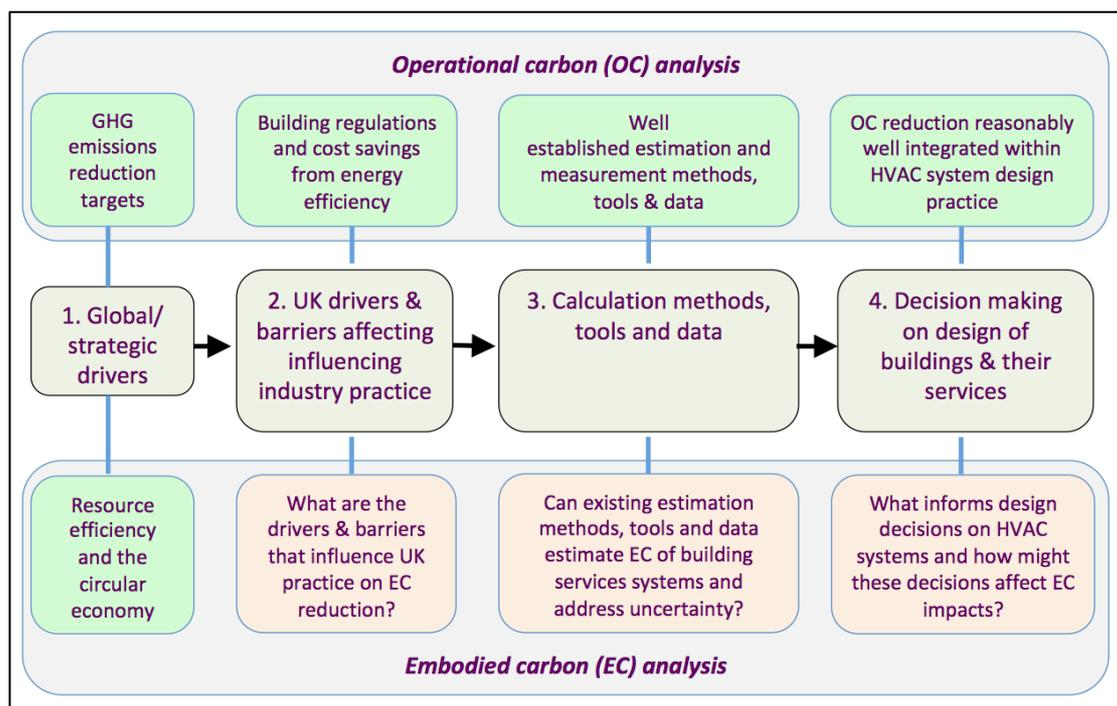 Operational carbon (OC) analysis
GHG
emissions
reduction
targets
Building regulations
and cost savings
from energy
efficiency
Well
established estimation and
measurement methods,
tools & data
OC reduction reasonably
well integrated within
HVAC system design
practice
1. Global/
strategic
drivers
2. UK drivers &
barriers affecting
influencing
industry practice
3. Calculation methods,
tools and data
4. Decision making
on design of
buildings & their
services
Resource
efficiency
and the
circular
economy
What are the
drivers & barriers
that influence UK
practice on EC
reduction?
Can existing estimation
methods, tools and data
estimate EC of building
services systems and
address uncertainty?
What informs design
decisions on HVAC
systems and how might
these decisions affect EC
impacts?
Embodied carbon (EC) analysis